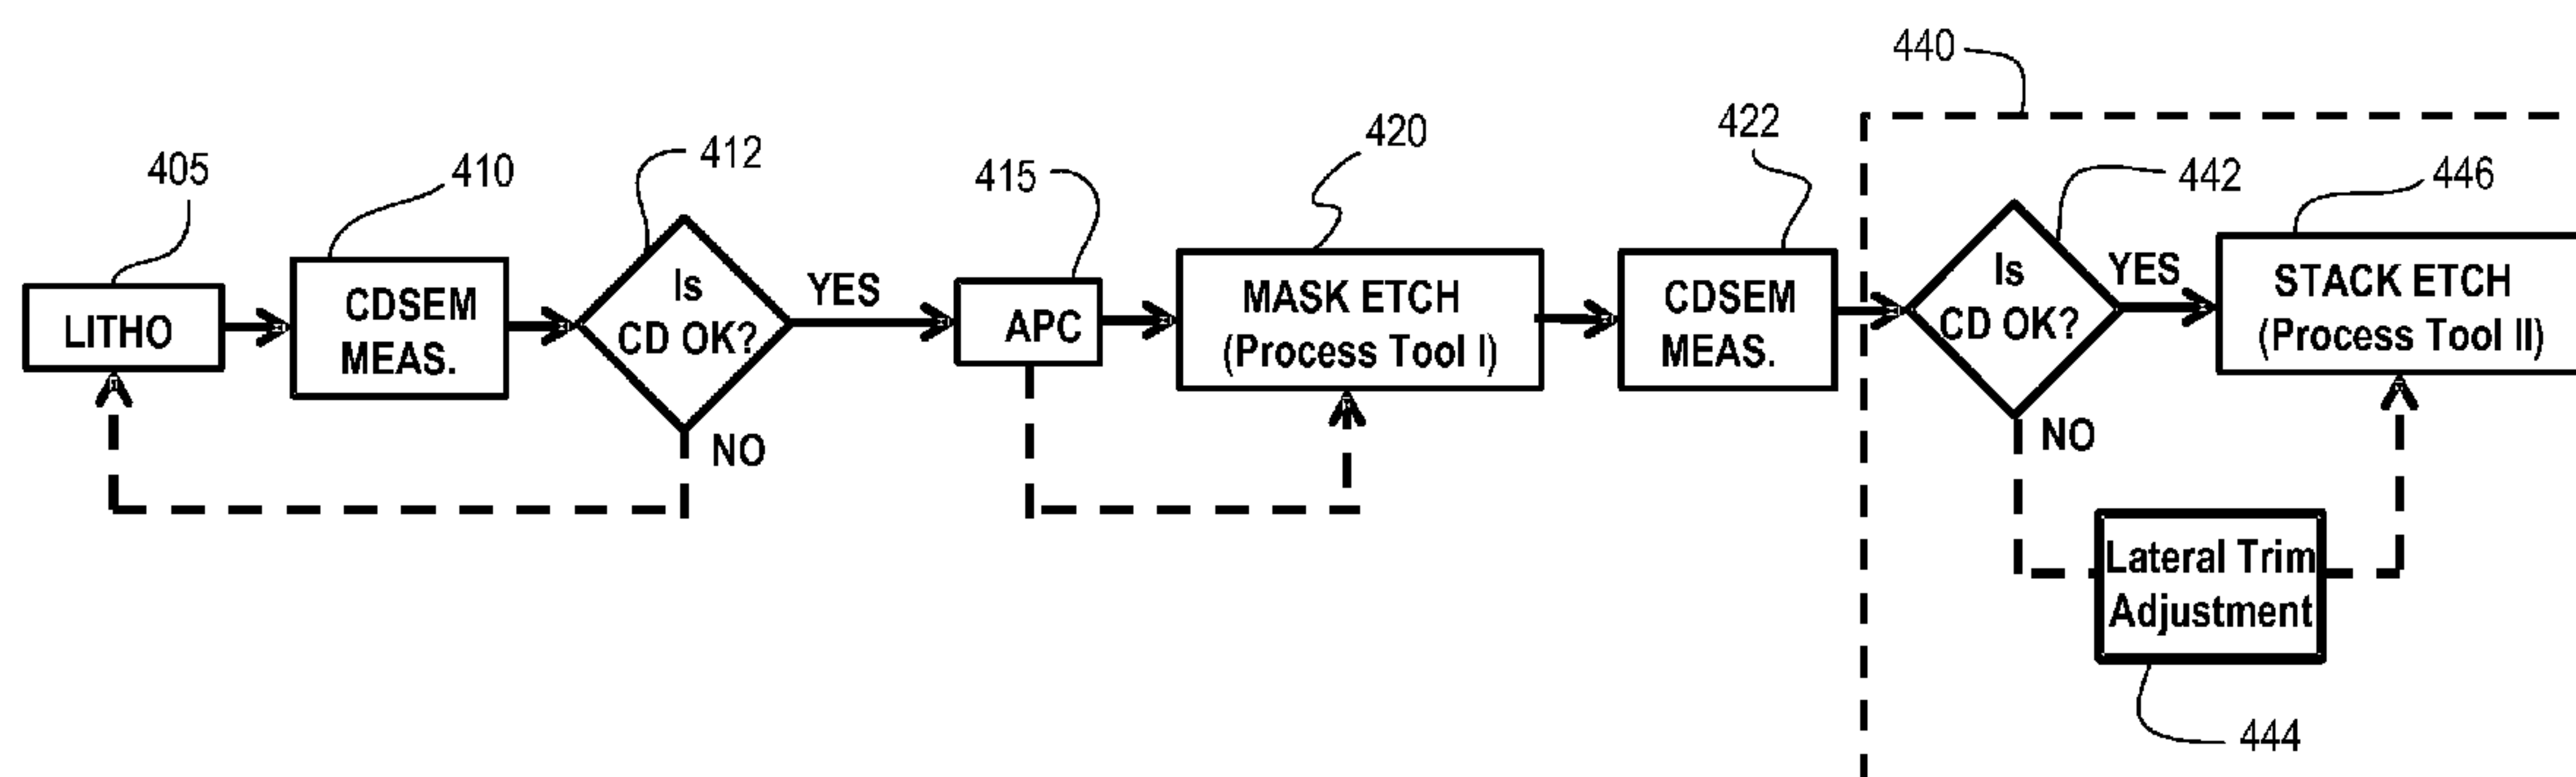 440
422
420
412
405
410
415
442
446
LITHO
CDSEM
MEAS.
Is
CD OK?
YES
NO
APC
MASK ETCH
(Process Tool I)
CDSEM
MEAS.
Is
CD OK?
YES
NO
STACK ETCH
(Process Tool II)
Lateral Trim
Adjustment
444